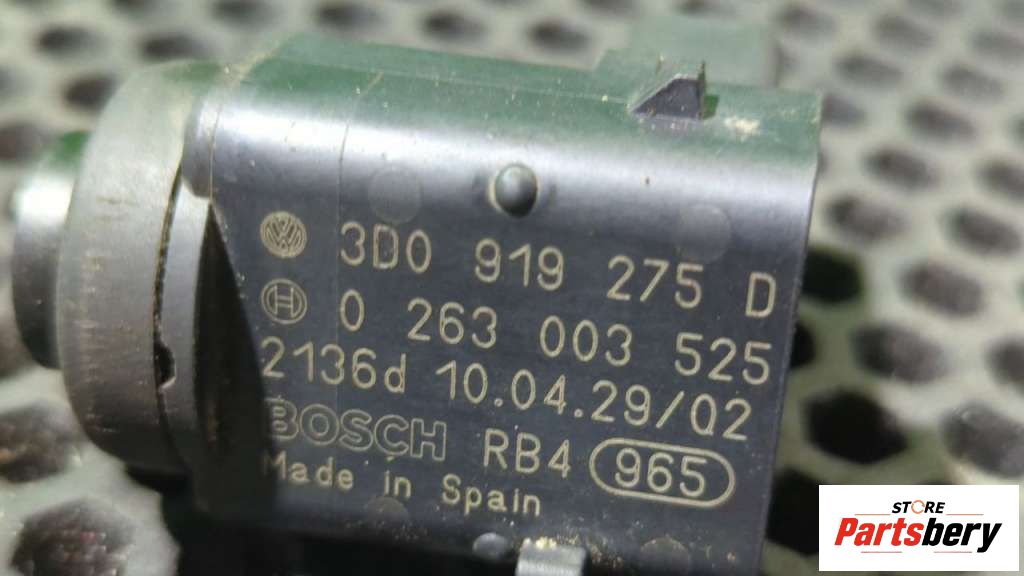 3D0 919 275 D
0 263 003 525
2136d 10.04.29/02
BOSCH RB4 965
Made in Spain
STORE
Partsbery